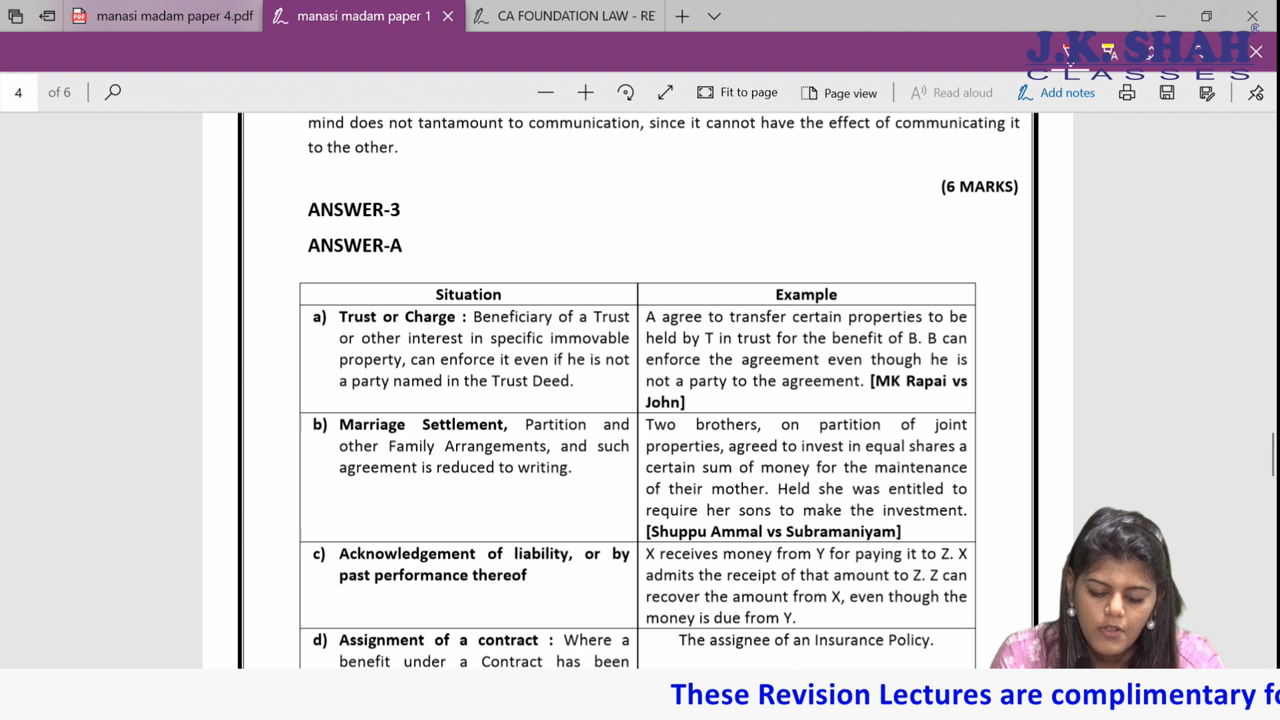 manasi madam paper 4.pdf
manasi madam paper 1
CA FOUNDATION LAW - RE
J.K. SHAH®
CLASSES
4 of 6
Fit to page
Page view
Read aloud
Add notes
mind does not tantamount to communication, since it cannot have the effect of communicating it
to the other.
(6 MARKS)
ANSWER-3
ANSWER-A
Situation
Example
a) Trust or Charge : Beneficiary of a Trust
or other interest in specific immovable
property, can enforce it even if he is not
a party named in the Trust Deed.
A agree to transfer certain properties to be
held by T in trust for the benefit of B. B can
enforce the agreement even though he is
not a party to the agreement. [MK Rapai vs
John]
b) Marriage Settlement, Partition and
other Family Arrangements, and such
agreement is reduced to writing.
Two brothers, on partition of joint
properties, agreed to invest in equal shares a
certain sum of money for the maintenance
of their mother. Held she was entitled to
require her sons to make the investment.
[Shuppu Ammal vs Subramaniyam]
c) Acknowledgement of liability, or by
past performance thereof
X receives money from Y for paying it to Z. X
admits the receipt of that amount to Z. Z can
recover the amount from X, even though the
money is due from Y.
d) Assignment of a contract : Where a
benefit under a Contract has been
The assignee of an Insurance Policy.
These Revision Lectures are complimentary fo